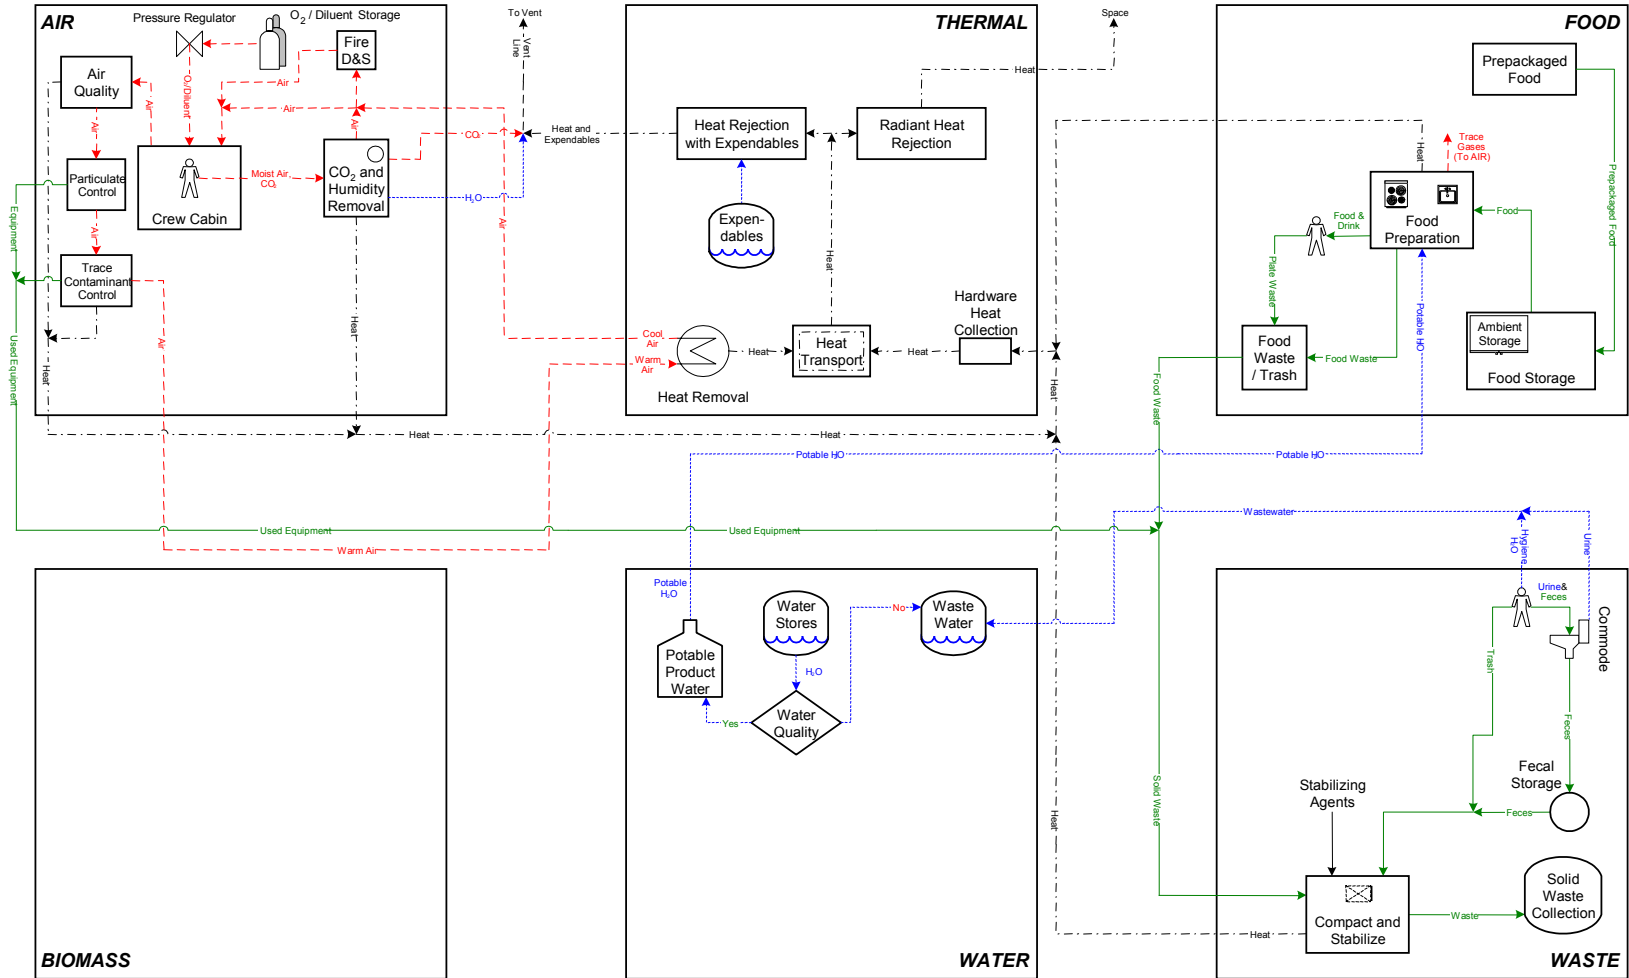 AIR
Pressure Regulator
O2 / Diluent Storage
Fire
D&S
Air
Quality
O2/Diluent
Air
Air
Air
Air
Air
Particulate
Control
Crew Cabin
Moist Air,
CO2
CO2 and
Humidity
Removal
CO2
H2O
Air
Trace
Contaminant
Control
Equipment
Used Equipment
Heat
Heat
Air
Air
To Vent
Vent
Line
Heat and
Expendables
THERMAL
Heat Rejection
with Expendables
Radiant Heat
Rejection
Heat
Space
Expen-
dables
Heat
Hardware
Heat
Collection
Cool
Air
Warm
Air
Heat
Heat
Transport
Heat
Heat Removal
Heat
FOOD
Prepackaged
Food
Prepackaged Food
Trace
Gases
(To AIR)
Heat
Food
Preparation
Food
Food &
Drink
Plate Waste
Potable H2O
Food
Waste
/ Trash
Food Waste
Ambient
Storage
Food Storage
Food Waste
Heat
Heat
Potable H2O
Potable H2O
Used Equipment
Used Equipment
Warm Air
Wastewater
BIOMASS
Potable
H2O
Water
Stores
No
Waste
Water
Potable
Product
Water
H2O
Yes
Water
Quality
WATER
Heat
Solid Waste
Hygiene
H2O
Urine
Urine&
Feces
Commode
Trash
Feces
Fecal
Storage
Feces
Stabilizing
Agents
Compact and
Stabilize
Heat
Waste
Solid
Waste
Collection
WASTE